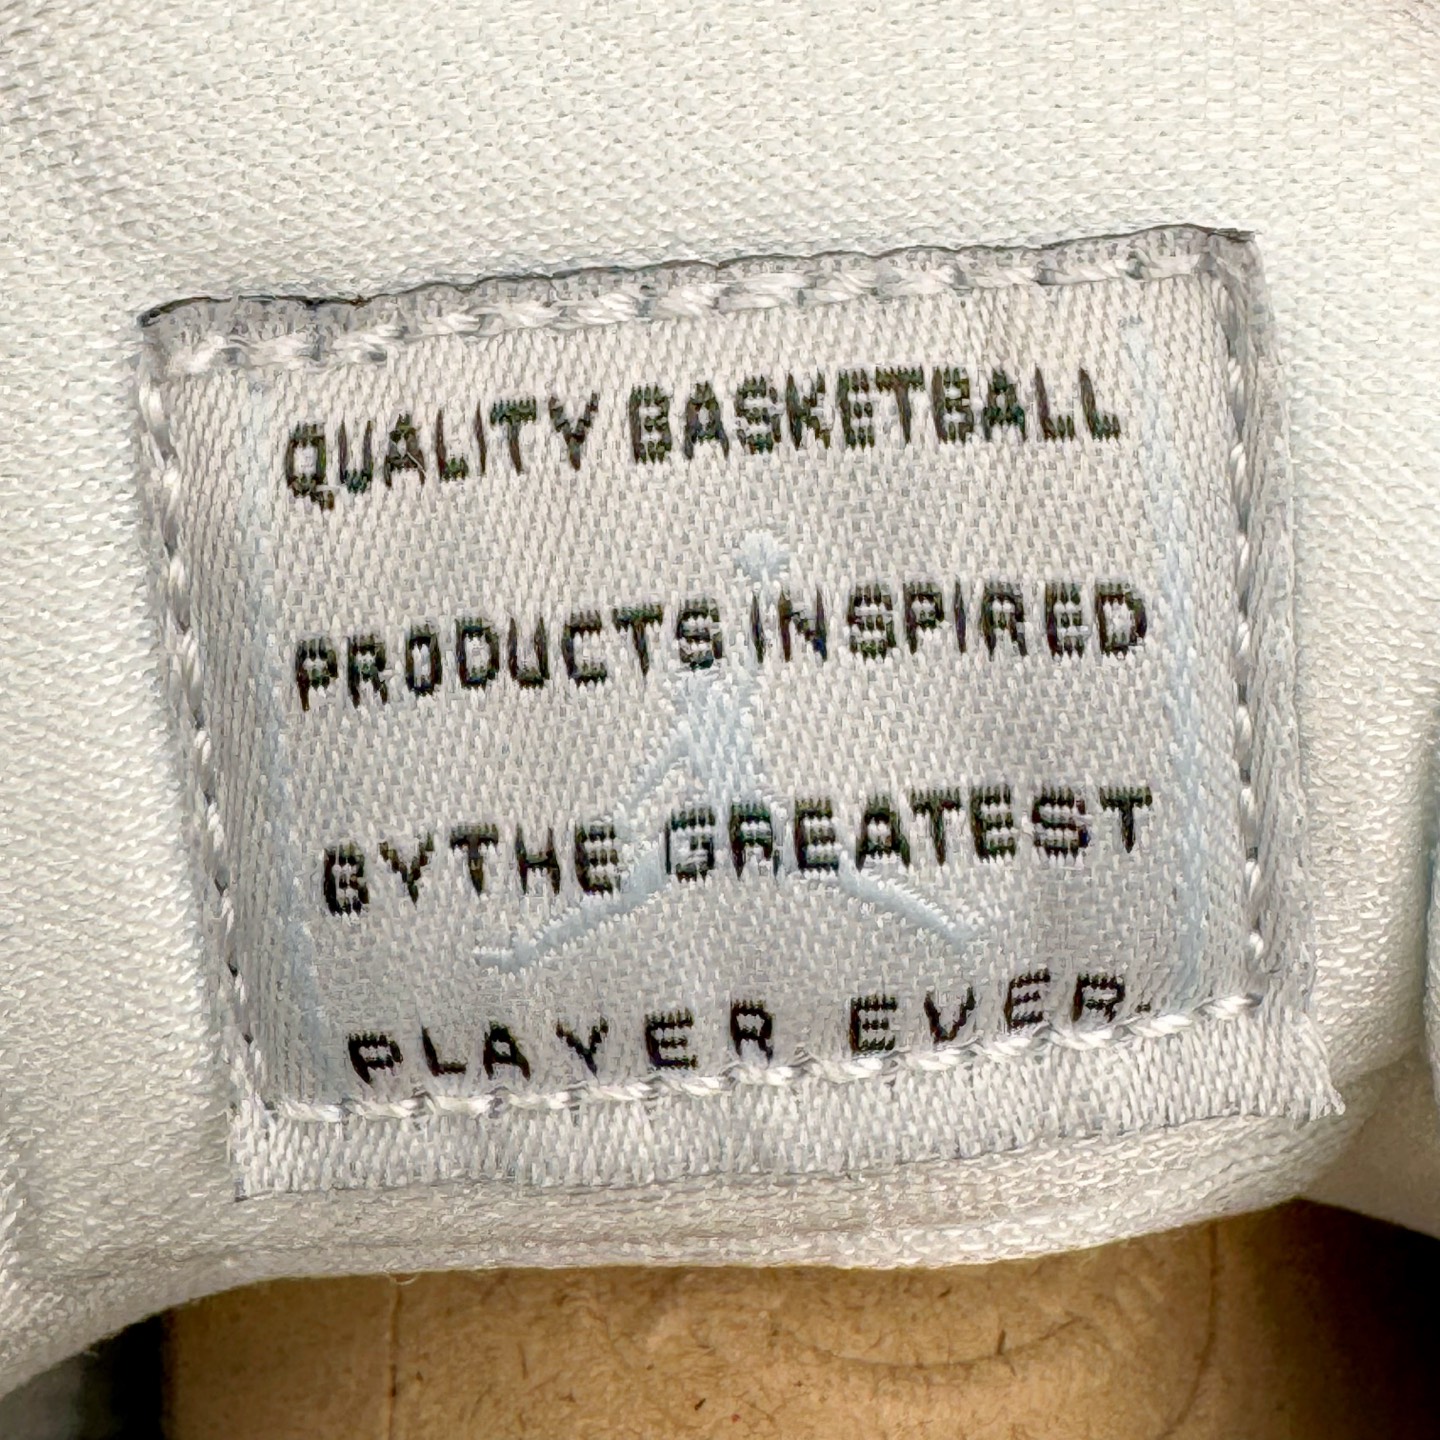 QUALITY BASKETBALL
PRODUCTS INSPIRED
BY THE GREATEST
PLAYER EVER.